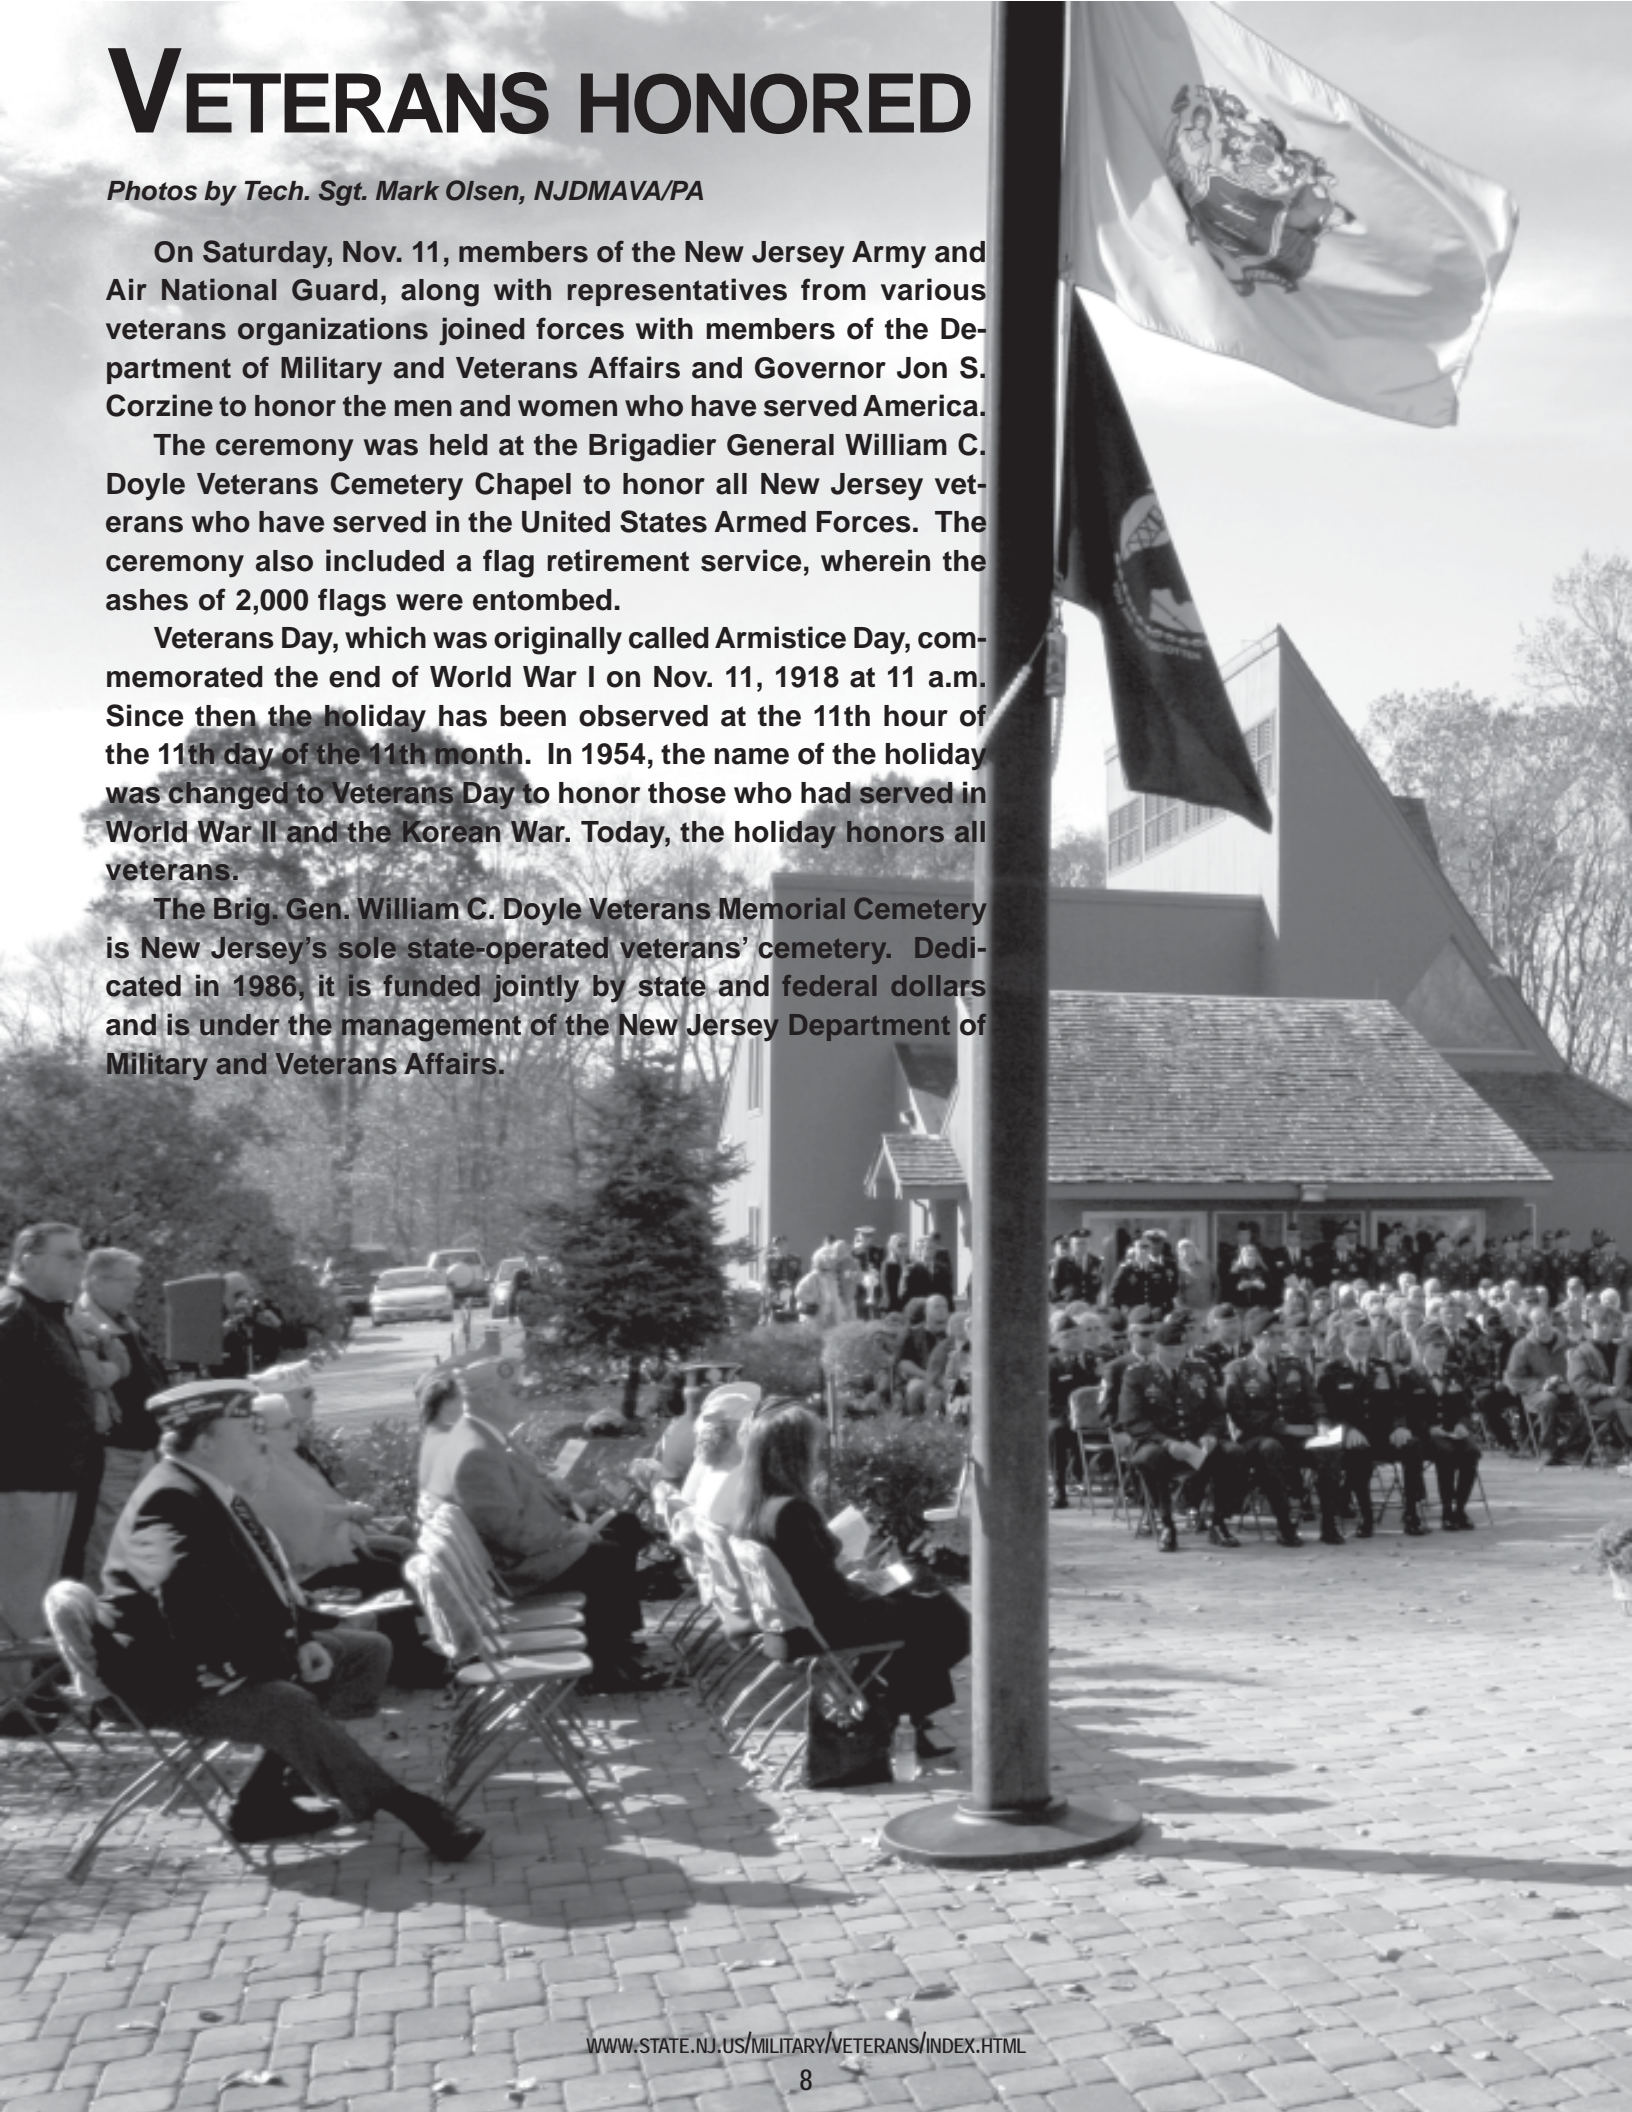 VETERANS HONORED
Photos by Tech. Sgt. Mark Olsen, NJDMAVA/PA
On Saturday, Nov. 11, members of the New Jersey Army and
Air National Guard, along with representatives from various
veterans organizations joined forces with members of the De-
partment of Military and Veterans Affairs and Governor Jon S.
Corzine to honor the men and women who have served America.
The ceremony was held at the Brigadier General William C.
Doyle Veterans Cemetery Chapel to honor all New Jersey vet-
erans who have served in the United States Armed Forces.  The
ceremony also included a flag retirement service, wherein the
ashes of 2,000 flags were entombed.
Veterans Day, which was originally called Armistice Day, com-
memorated the end of World War I on Nov. 11, 1918 at 11 a.m.
Since then the holiday has been observed at the 11th hour of
the 11th day of the 11th month.  In 1954, the name of the holiday
was changed to Veterans Day to honor those who had served in
World War II and the Korean War. Today, the holiday honors all
veterans.
The Brig. Gen. William C. Doyle Veterans Memorial Cemetery
is New Jersey’s sole state-operated veterans’ cemetery.  Dedi-
cated in 1986, it is funded jointly by state and federal dollars
and is under the management of the New Jersey Department of
Military and Veterans Affairs.
WWW.STATE.NJ.US/MILITARY/VETERANS/INDEX.HTML
8